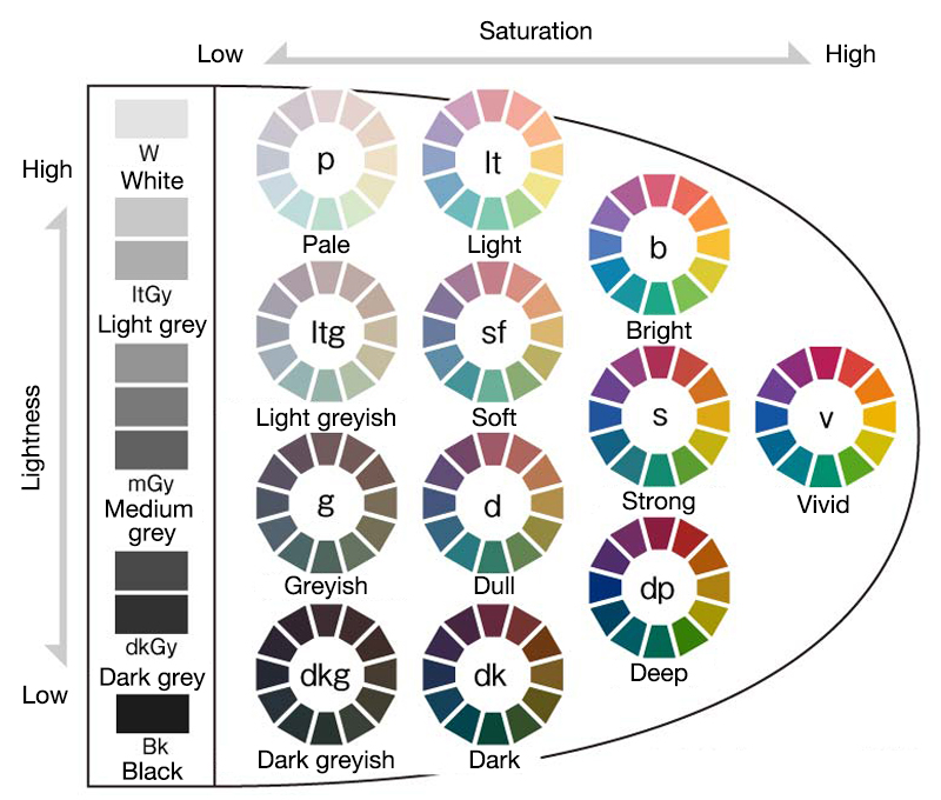 Saturation
Low
High
High
Lightness
Low
W
White
ltGy
Light grey
mGy
Medium
grey
dkGy
Dark grey
Bk
Black
p
Pale
lt
Light
ltg
Light greyish
sf
Soft
g
Greyish
d
Dull
dkg
Dark greyish
dk
Dark
b
Bright
s
Strong
dp
Deep
v
Vivid